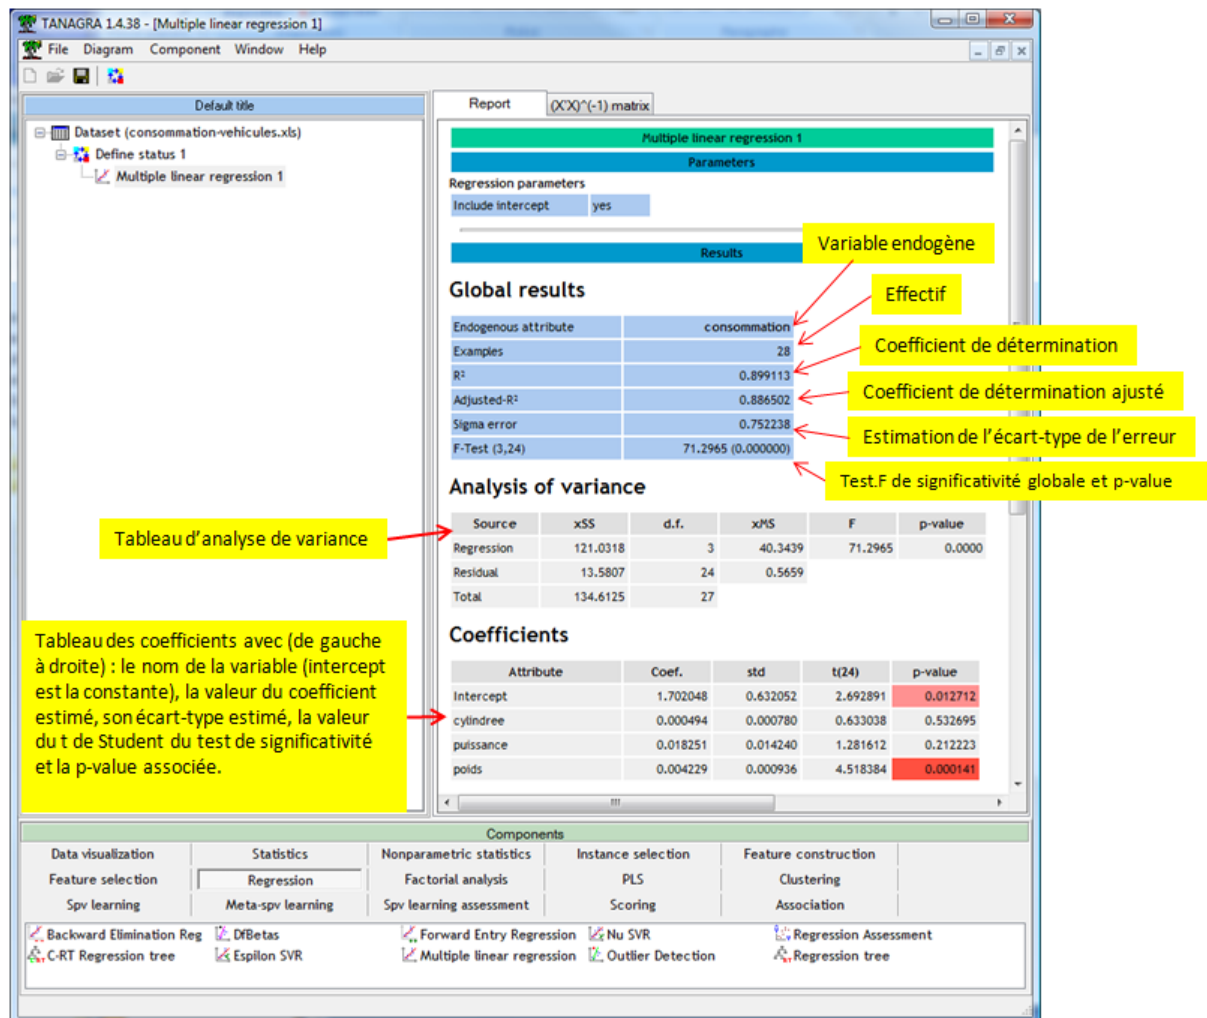 TANAGRA 1.4.38 - [Multiple linear regression 1]
File Diagram Component Window Help
Default title
Dataset (consommation-vehicules.xls)
Define status 1
Multiple linear regression 1
Report (X'X)^(-1) matrix
Multiple linear regression 1
Parameters
Regression parameters
Include intercept yes
Results
Variable endogène
Global results
Effectif
Endogenous attribute consommation
Examples 28
Coefficient de détermination
R² 0.899113
Adjusted-R² 0.886502
Coefficient de détermination ajusté
Sigma error 0.752238
Estimation de l'écart-type de l'erreur
F-Test (3,24) 71.2965 (0.000000)
Test.F de significativité globale et p-value
Analysis of variance
Tableau d'analyse de variance
Source xSS d.f. xMS F p-value
Regression 121.0318 3 40.3439 71.2965 0.0000
Residual 13.5807 24 0.5659
Total 134.6125 27
Tableau des coefficients avec (de gauche
à droite) : le nom de la variable (intercept
est la constante), la valeur du coefficient
estimé, son écart-type estimé, la valeur
du t de Student du test de significativité
et la p-value associée.
Coefficients
Attribute Coef. std t(24) p-value
Intercept 1.702048 0.632052 2.692891 0.012712
cylindree 0.000494 0.000780 0.633038 0.532695
puissance 0.018251 0.014240 1.281612 0.212223
poids 0.004229 0.000936 4.518384 0.000141
Components
Data visualization Statistics Nonparametric statistics Instance selection Feature construction
Feature selection Regression Factorial analysis PLS Clustering
Spv learning Meta-spv learning Spv learning assessment Scoring Association
Backward Elimination Reg DfBetas Forward Entry Regression Nu SVR Regression Assessment
C-RT Regression tree Espilon SVR Multiple linear regression Outlier Detection Regression tree